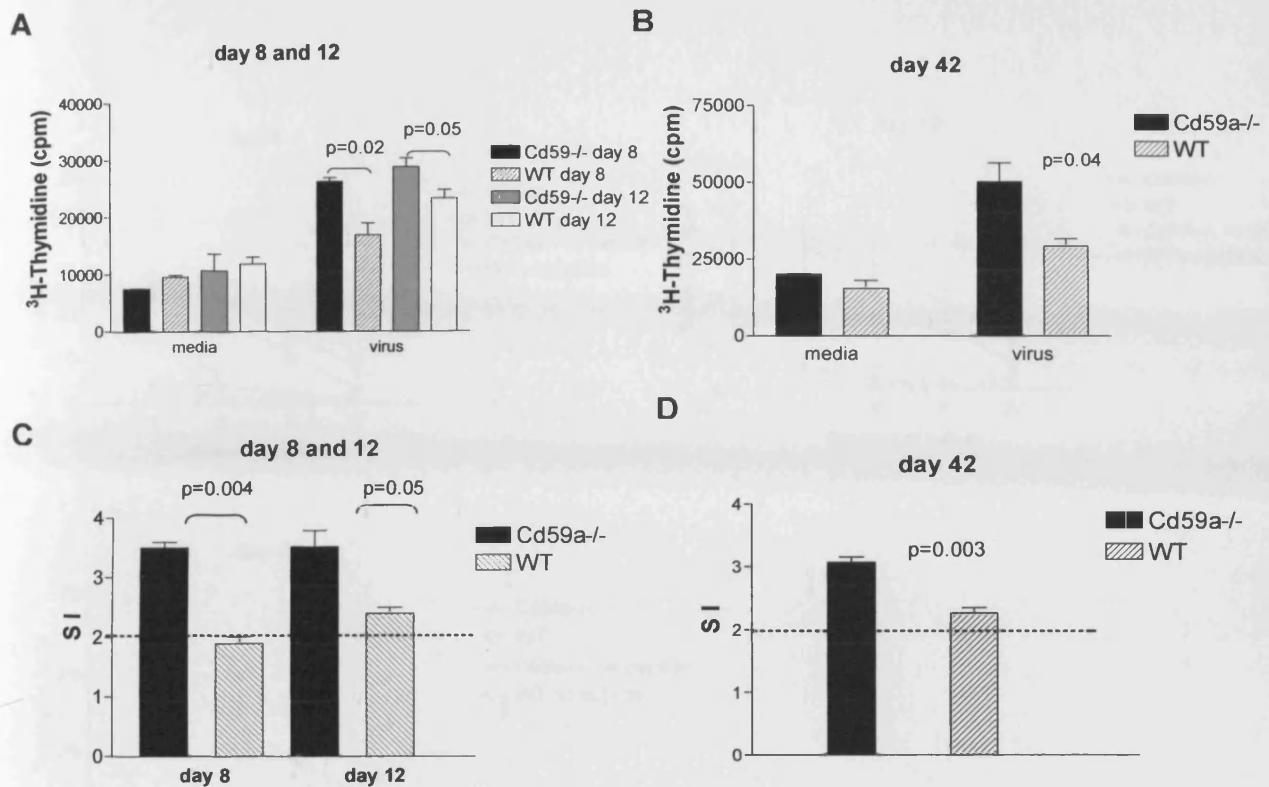 A
day 8 and 12
³H-Thymidine (cpm)
40000
30000
20000
10000
0
p=0.02
p=0.05
media
virus
Cd59-/- day 8
WT day 8
Cd59-/- day 12
WT day 12
B
day 42
³H-Thymidine (cpm)
75000
50000
25000
0
p=0.04
media
virus
Cd59a-/-
WT
C
day 8 and 12
p=0.004
p=0.05
S I
4
3
2
1
0
day 8
day 12
Cd59a-/-
WT
D
day 42
S I
4
3
2
1
0
p=0.003
Cd59a-/-
WT